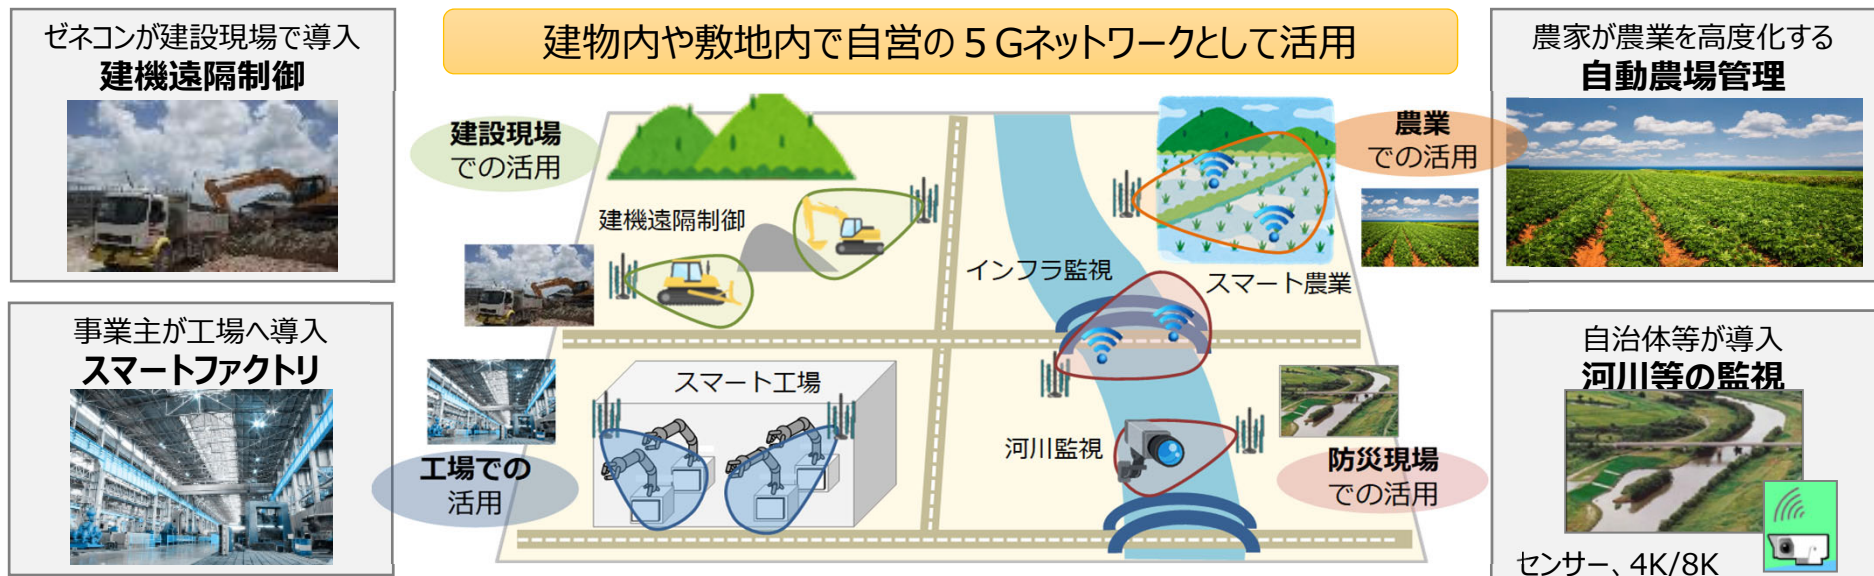 建物内や敷地内で自営の5Gネットワークとして活用
ゼネコンが建設現場で導入
建機遠隔制御
事業主が工場へ導入
スマートファクトリ
建設現場
での活用
建機遠隔制御
インフラ監視
スマート農業
農業
での活用
スマート工場
工場での
活用
河川監視
防災現場
での活用
農家が農業を高度化する
自動農場管理
自治体等が導入
河川等の監視
センサー、4K/8K